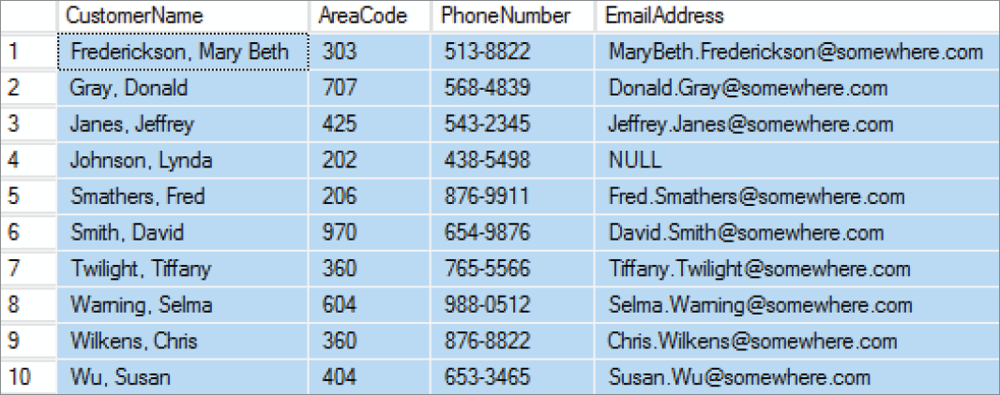 CustomerName AreaCode PhoneNumber EmailAddress
1 Frederickson, Mary Beth 303 513-8822 MaryBeth.Frederickson@somewhere.com
2 Gray, Donald 707 568-4839 Donald.Gray@somewhere.com
3 Janes, Jeffrey 425 543-2345 Jeffrey.Janes@somewhere.com
4 Johnson, Lynda 202 438-5498 NULL
5 Smathers, Fred 206 876-9911 Fred.Smathers@somewhere.com
6 Smith, David 970 654-9876 David.Smith@somewhere.com
7 Twilight, Tiffany 360 765-5566 Tiffany.Twilight@somewhere.com
8 Warning, Selma 604 988-0512 Selma.Warning@somewhere.com
9 Wilkens, Chris 360 876-8822 Chris.Wilkens@somewhere.com
10 Wu, Susan 404 653-3465 Susan.Wu@somewhere.com